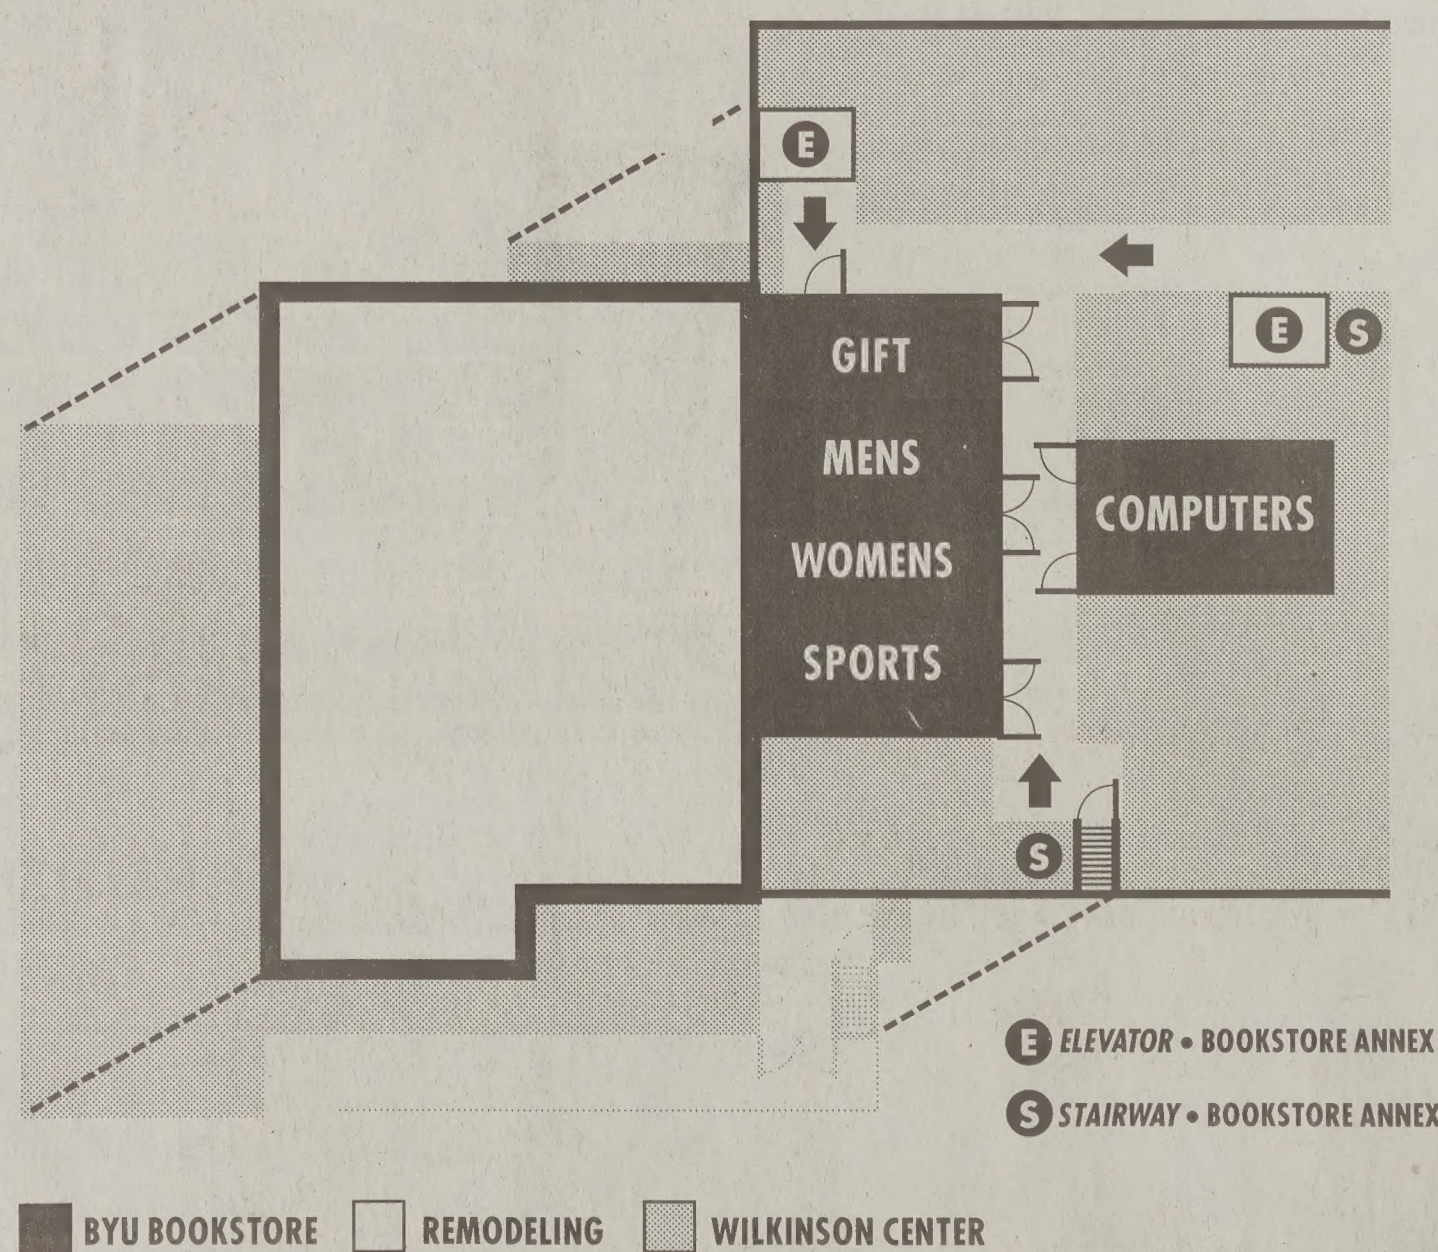 E
GIFT
E S
MENS
COMPUTERS
WOMENS
SPORTS
S
E ELEVATOR • BOOKSTORE ANNEX
S STAIRWAY • BOOKSTORE ANNEX
BYU BOOKSTORE REMODELING WILKINSON CENTER